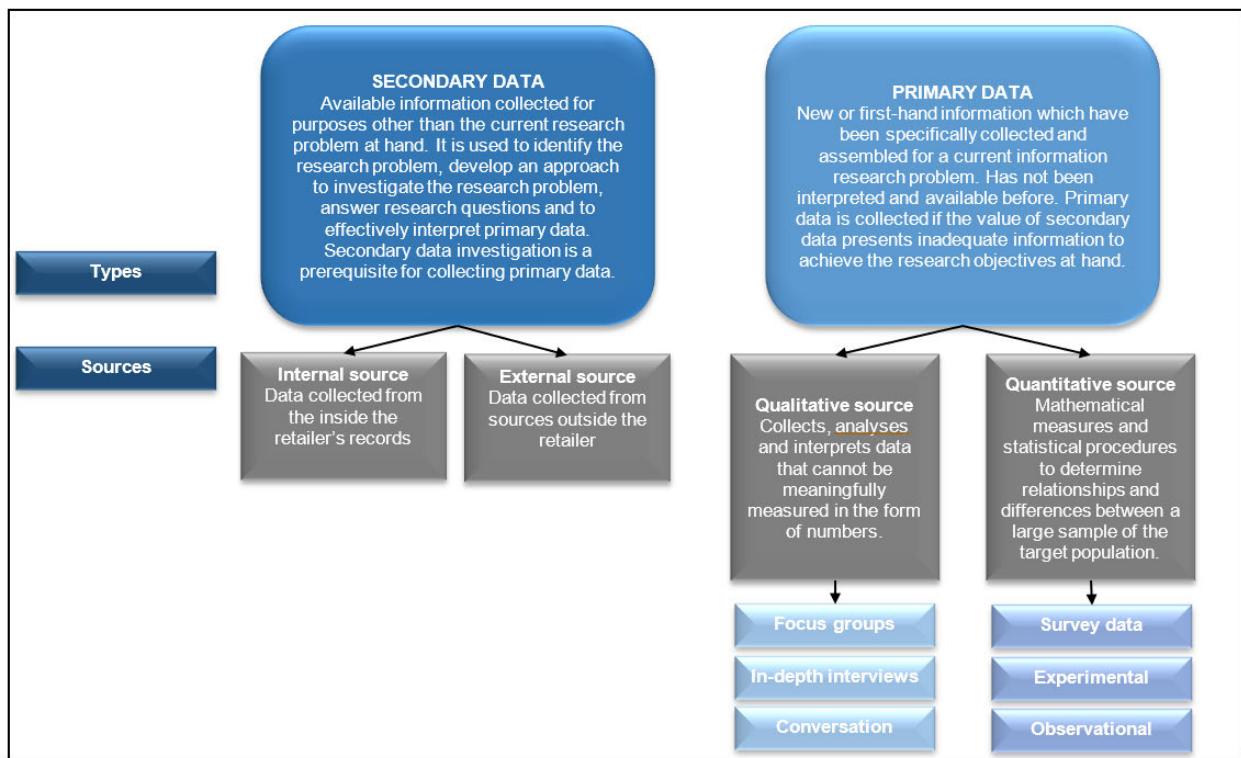 SECONDARY DATA
Available information collected for
purposes other than the current research
problem at hand. It is used to identify the
research problem, develop an approach
to investigate the research problem,
answer research questions and to
effectively interpret primary data.
Secondary data investigation is a
prerequisite for collecting primary data.
PRIMARY DATA
New or first-hand information which have
been specifically collected and
assembled for a current information
research problem. Has not been
interpreted and available before. Primary
data is collected if the value of secondary
data presents inadequate information to
achieve the research objectives at hand.
Types
Sources
Internal source
Data collected from
the inside the
retailer's records
External source
Data collected from
sources outside the
retailer
Qualitative source
Collects, analyses
and interprets data
that cannot be
meaningfully
measured in the form
of numbers.
Quantitative source
Mathematical
measures and
statistical procedures
to determine
relationships and
differences between a
large sample of the
target population.
Focus groups
In-depth interviews
Conversation
Survey data
Experimental
Observational